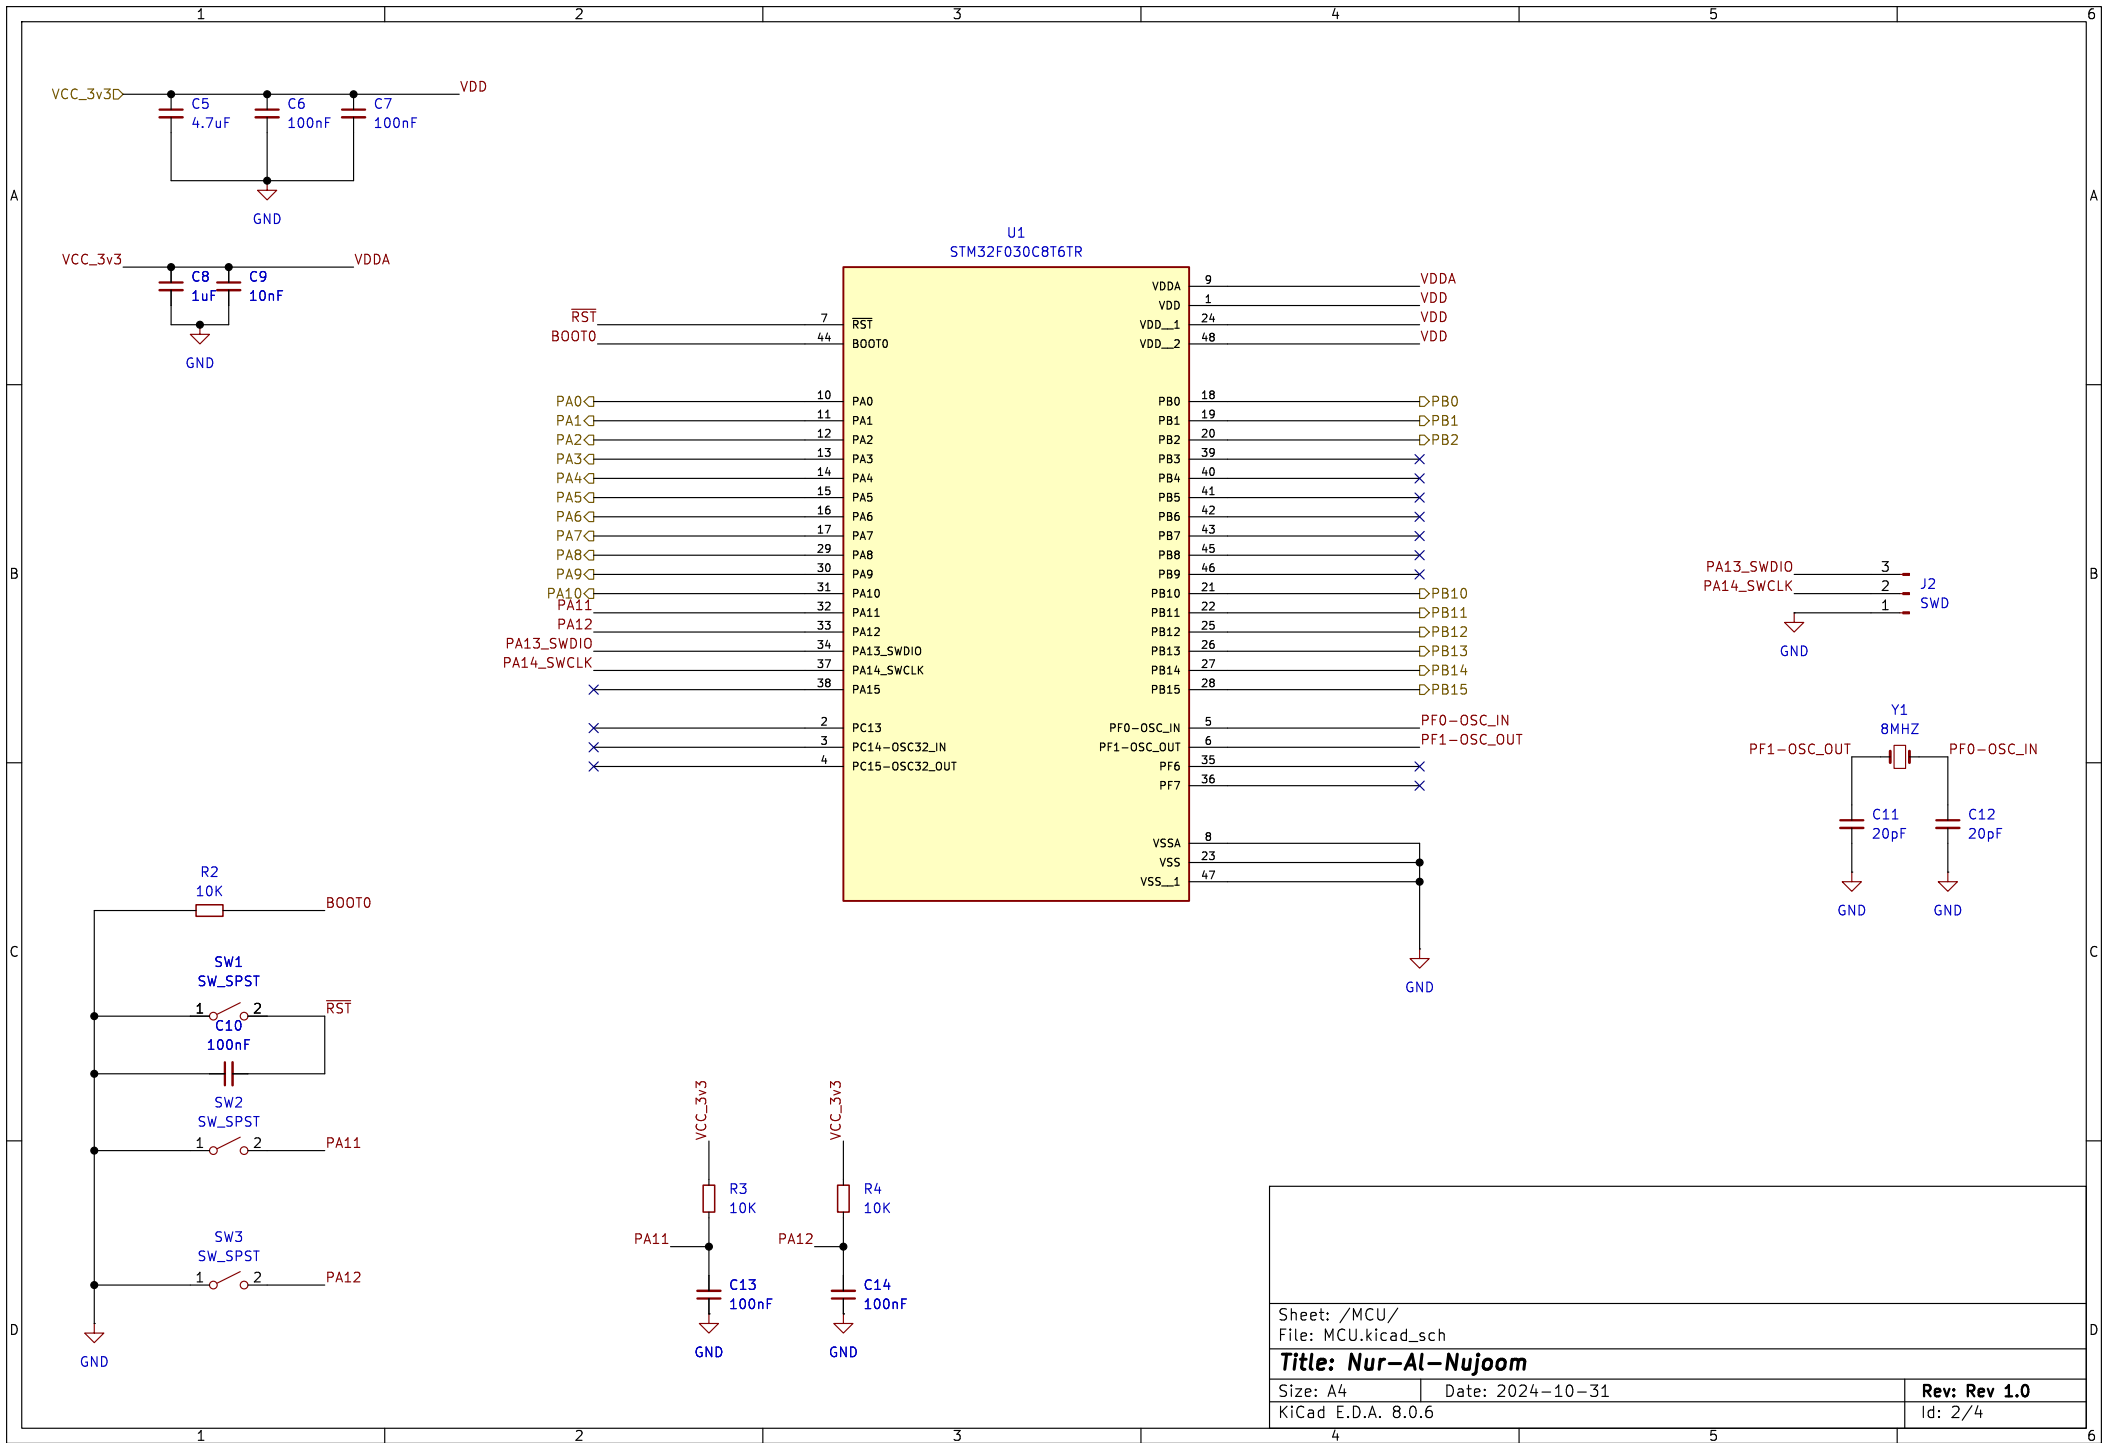 1 2 3 4 5 6
A
B
C
D
A
B
C
D
VCC_3v3
VDD
C5
4.7uF
C6
100nF
C7
100nF
GND
VCC_3v3
VDDA
C8
1uF
C9
10nF
GND
U1
STM32F030C8T6TR
RST 7 RST
BOOT0 44 BOOT0
PA0 10 PA0
PA1 11 PA1
PA2 12 PA2
PA3 13 PA3
PA4 14 PA4
PA5 15 PA5
PA6 16 PA6
PA7 17 PA7
PA8 29 PA8
PA9 30 PA9
PA10 31 PA10
PA11 32 PA11
PA12 33 PA12
PA13_SWDIO 34 PA13_SWDIO
PA14_SWCLK 37 PA14_SWCLK
38 PA15
2 PC13
3 PC14-OSC32_IN
4 PC15-OSC32_OUT
VDDA 9 VDDA
VDD 1 VDD
VDD__1 24 VDD
VDD__2 48 VDD
PB0 18 PB0
PB1 19 PB1
PB2 20 PB2
PB3 39
PB4 40
PB5 41
PB6 42
PB7 43
PB8 45
PB9 46
PB10 21 PB10
PB11 22 PB11
PB12 25 PB12
PB13 26 PB13
PB14 27 PB14
PB15 28 PB15
PF0-OSC_IN 5 PF0-OSC_IN
PF1-OSC_OUT 6 PF1-OSC_OUT
PF6 35
PF7 36
VSSA 8
VSS 23
VSS__1 47
GND
PA13_SWDIO 3
PA14_SWCLK 2
1
J2
SWD
GND
Y1
8MHZ
PF1-OSC_OUT
PF0-OSC_IN
C11
20pF
C12
20pF
GND
GND
R2
10K
BOOT0
SW1
SW_SPST
1 2
RST
C10
100nF
SW2
SW_SPST
1 2 PA11
SW3
SW_SPST
1 2 PA12
GND
VCC_3v3
R3
10K
PA11
C13
100nF
GND
VCC_3v3
R4
10K
PA12
C14
100nF
GND
Sheet: /MCU/
File: MCU.kicad_sch
Title: Nur-Al-Nujoom
Size: A4 Date: 2024-10-31 Rev: Rev 1.0
KiCad E.D.A. 8.0.6 Id: 2/4
1 2 3 4 5 6